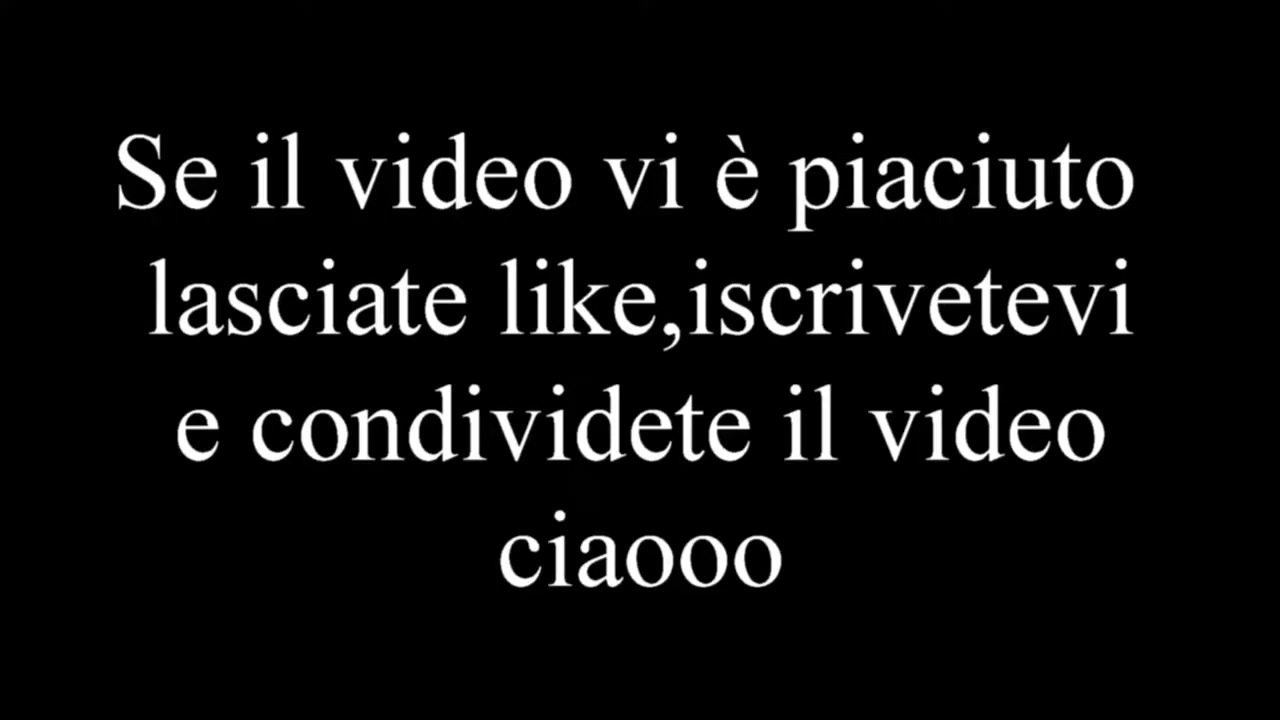 Se il video vi è piaciuto
lasciate like,iscrivetevi
e condividete il video
ciaooo